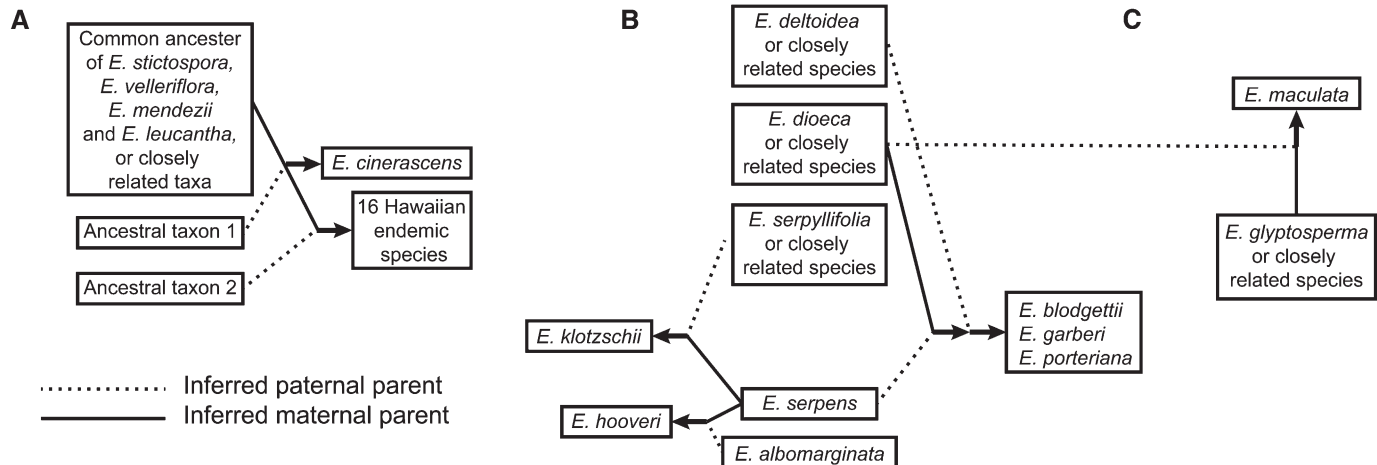 A
Common ancester
of E. stictospora,
E. velleriflora,
E. mendezii
and E. leucantha,
or closely
related taxa
E. cinerascens
Ancestral taxon 1
16 Hawaiian
endemic
species
Ancestral taxon 2
Inferred paternal parent
Inferred maternal parent
B
E. deltoidea
or closely
related species
E. dioeca
or closely
related species
E. serpyllifolia
or closely
related species
E. klotzschii
E. blodgettii
E. garberi
E. porteriana
E. serpens
E. hooveri
E. albomarginata
C
E. maculata
E. glyptosperma
or closely
related species